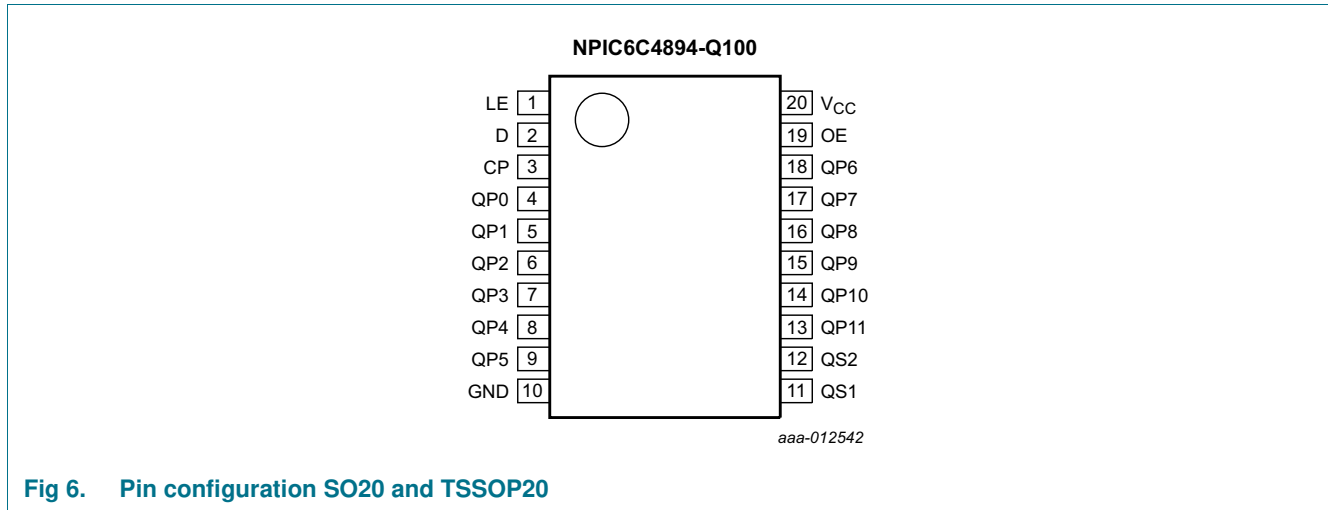 NPIC6C4894-Q100
LE 1
D 2
CP 3
QP0 4
QP1 5
QP2 6
QP3 7
QP4 8
QP5 9
GND 10
20 VCC
19 OE
18 QP6
17 QP7
16 QP8
15 QP9
14 QP10
13 QP11
12 QS2
11 QS1
aaa-012542
Fig 6. Pin configuration SO20 and TSSOP20